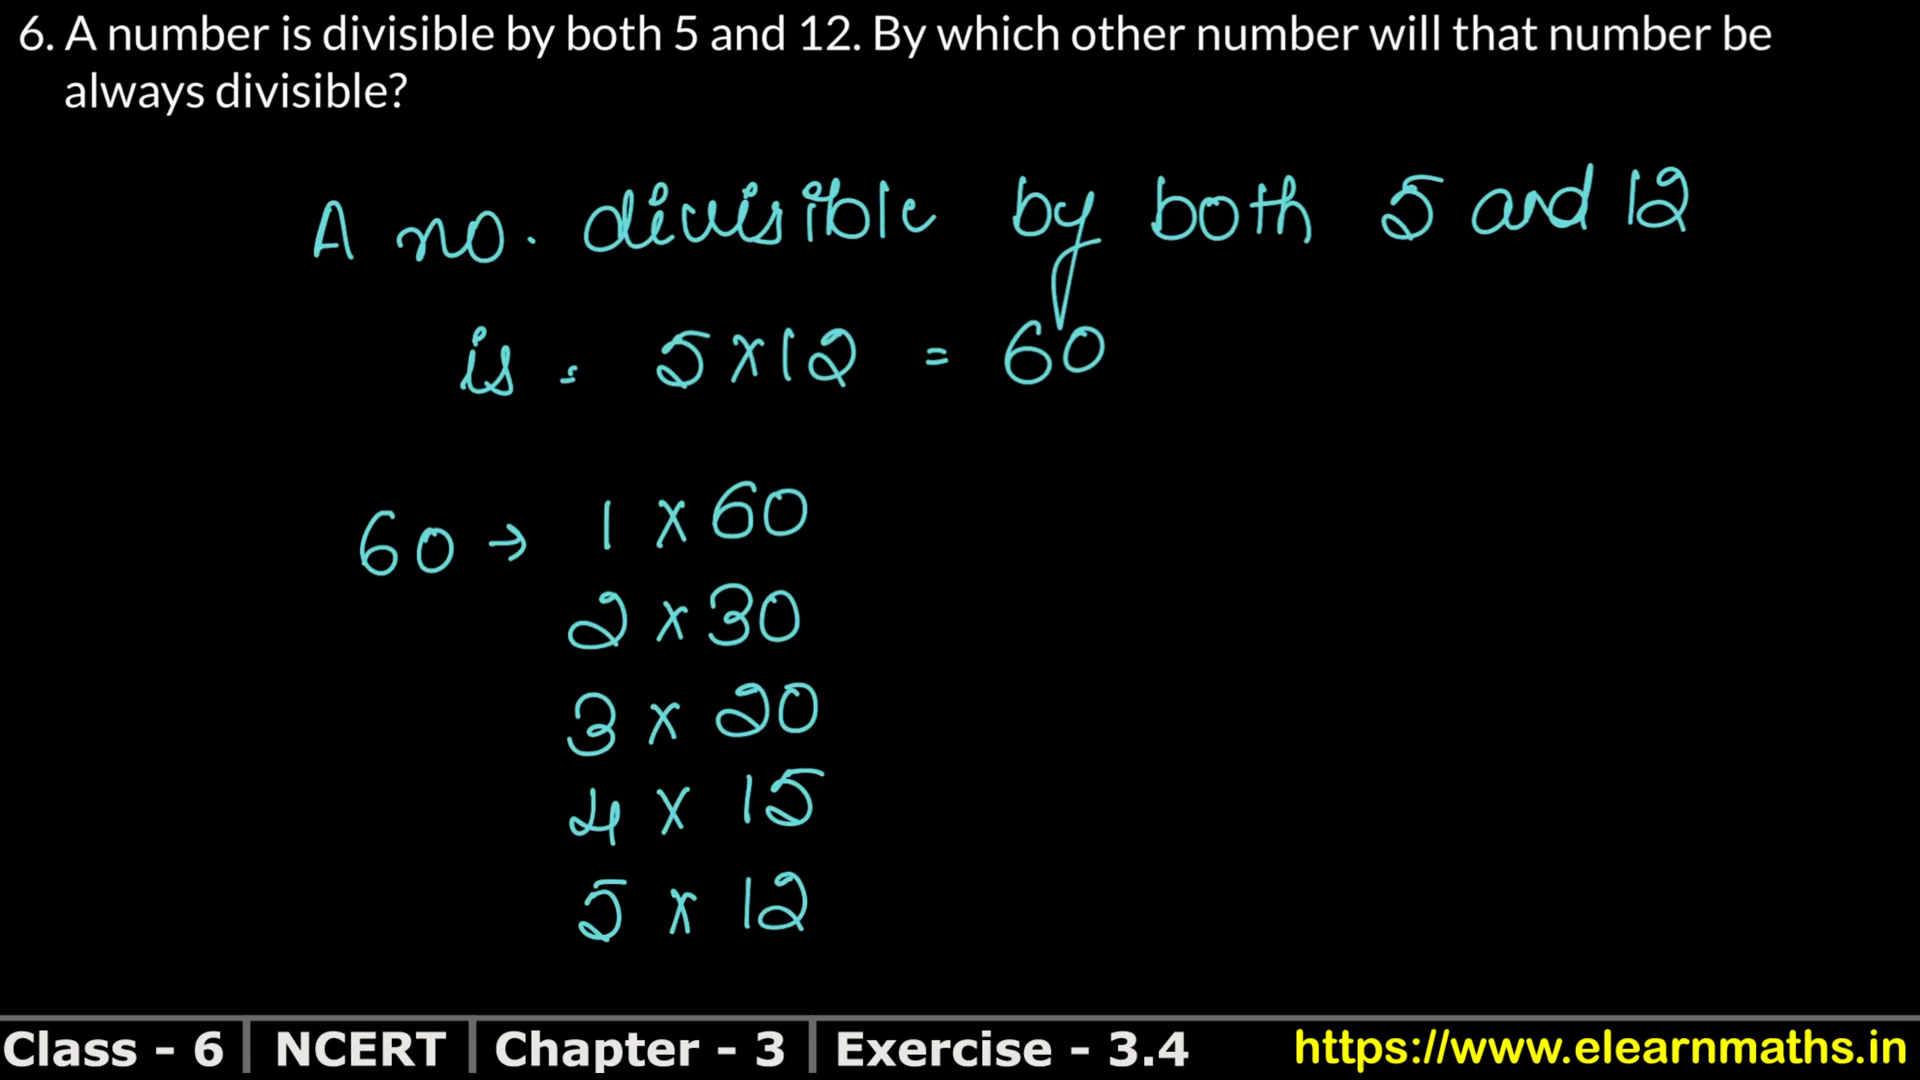 6. A number is divisible by both 5 and 12. By which other number will that number be
always divisible?
A no. divisible by both 5 and 12
is = 5 x 12 = 60
60 → 1 x 60
2 x 30
3 x 20
4 x 15
5 x 12
Class - 6 | NCERT | Chapter - 3 | Exercise - 3.4 https://www.elearnmaths.in